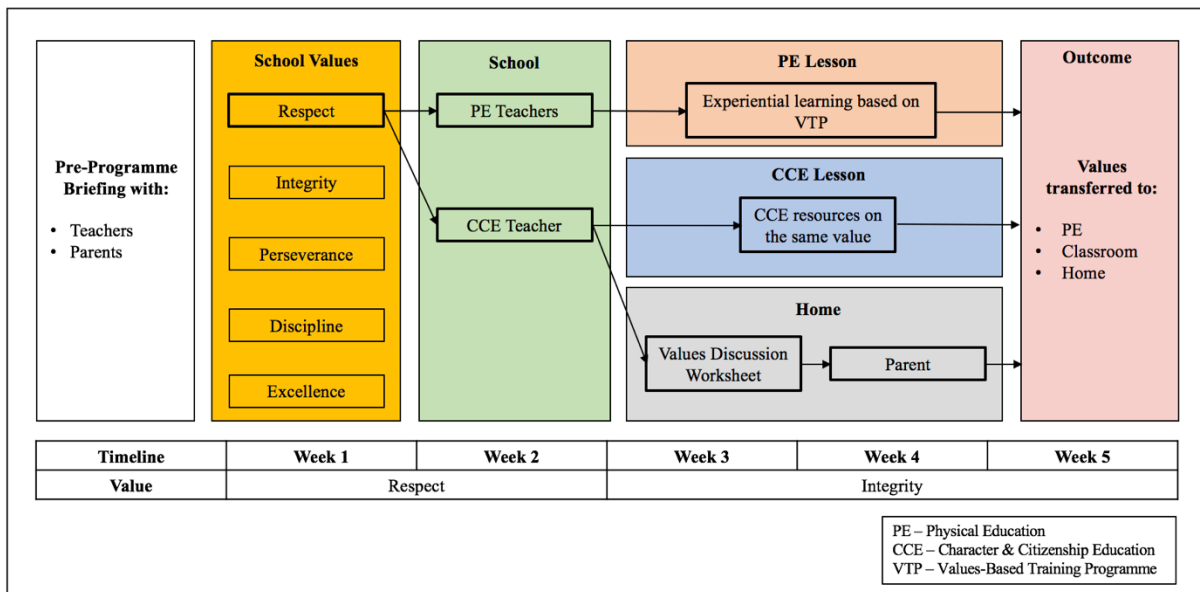 Pre-Programme
Briefing with:
• Teachers
• Parents
School Values
Respect
Integrity
Perseverance
Discipline
Excellence
School
PE Teachers
CCE Teacher
PE Lesson
Experiential learning based on
VTP
CCE Lesson
CCE resources on
the same value
Home
Values Discussion
Worksheet
Parent
Outcome
Values
transferred to:
• PE
• Classroom
• Home
Timeline Week 1 Week 2 Week 3 Week 4 Week 5
Value Respect Integrity
PE – Physical Education
CCE – Character & Citizenship Education
VTP – Values-Based Training Programme